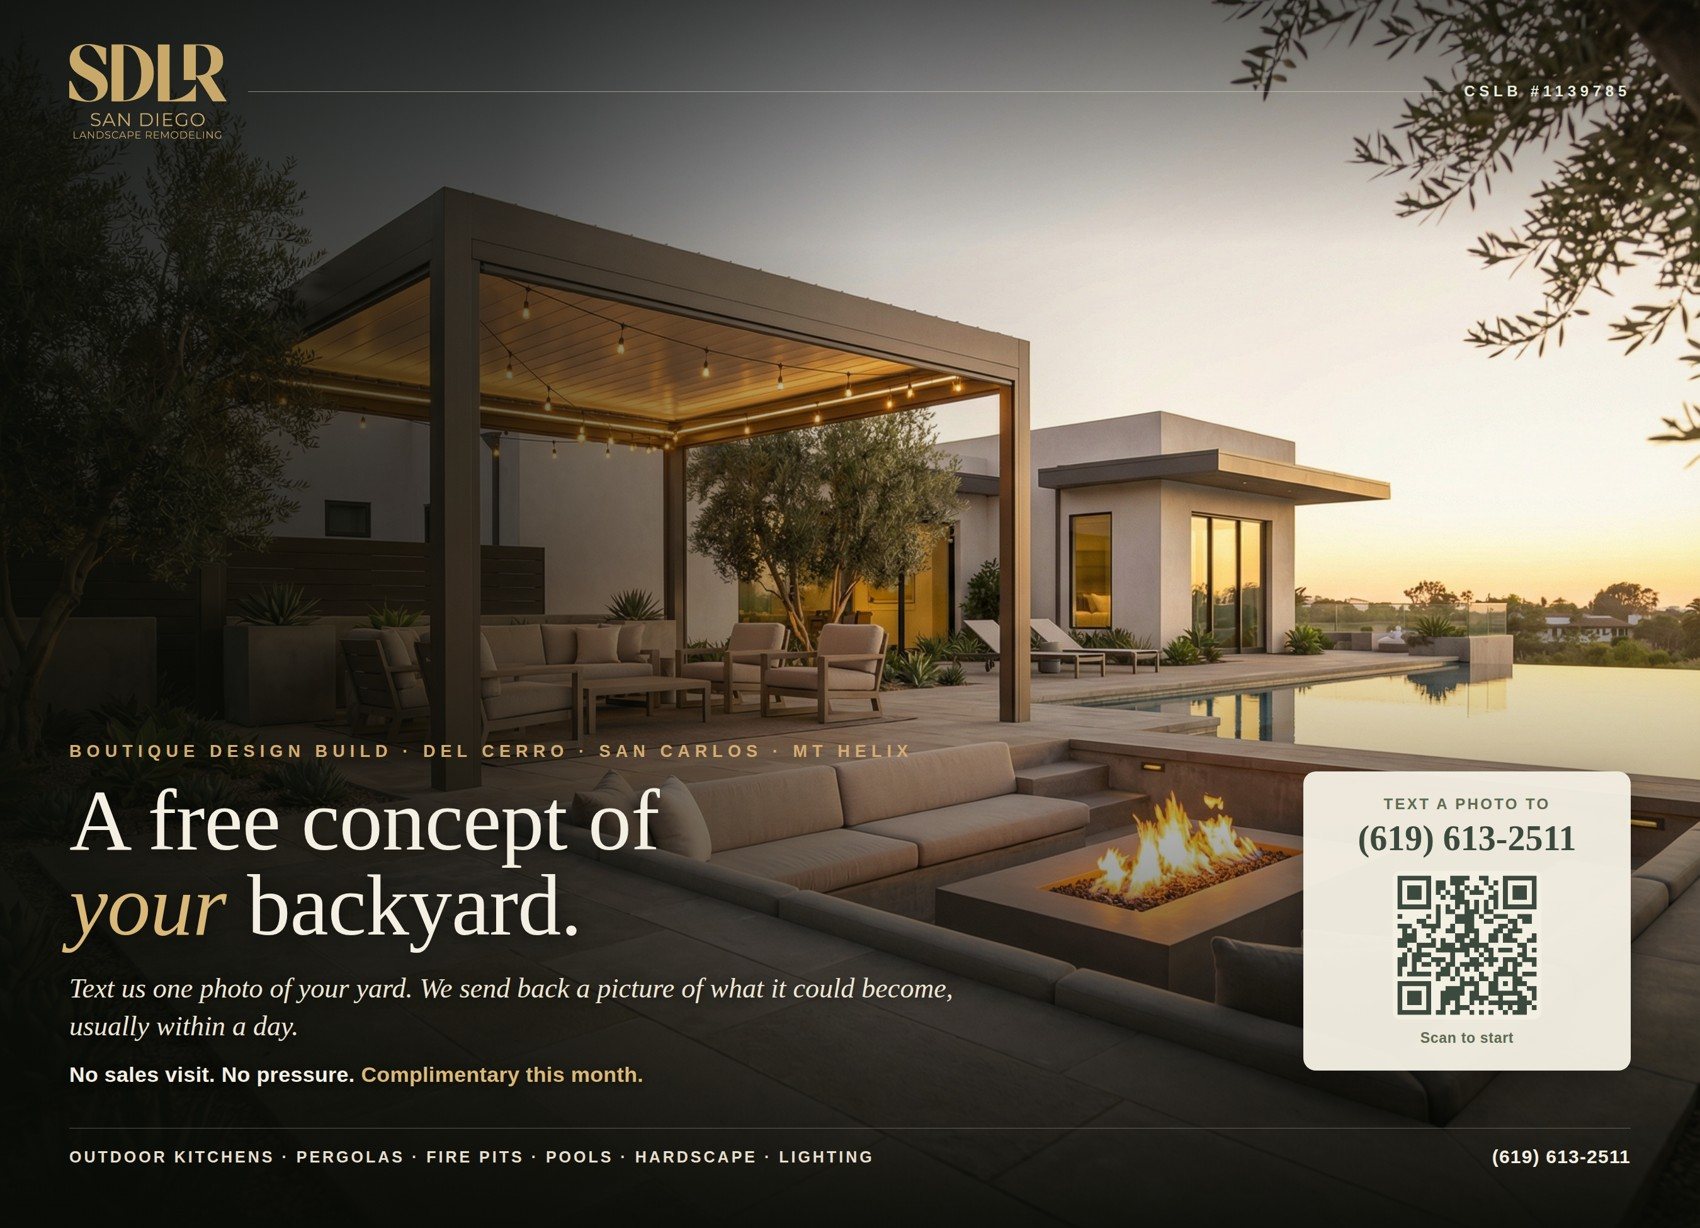 SDLR
SAN DIEGO
LANDSCAPE REMODELING
CSLB #1139785
BOUTIQUE DESIGN BUILD · DEL CERRO · SAN CARLOS · MT HELIX
A free concept of
your backyard.
Text us one photo of your yard. We send back a picture of what it could become,
usually within a day.
No sales visit. No pressure. Complimentary this month.
TEXT A PHOTO TO
(619) 613-2511
Scan to start
OUTDOOR KITCHENS · PERGOLAS · FIRE PITS · POOLS · HARDSCAPE · LIGHTING
(619) 613-2511